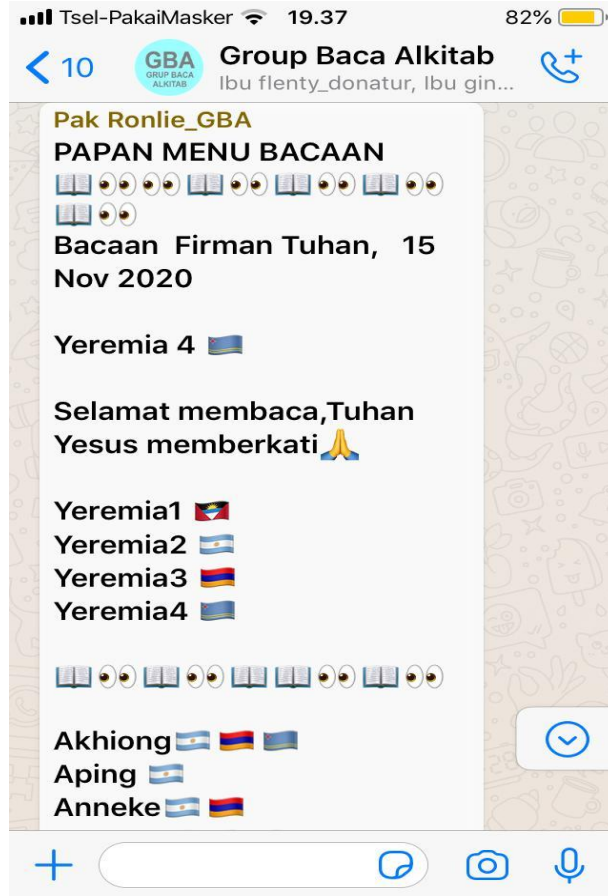 Tsel-PakaiMasker 19.37 82%
10 GBA GRUP BACA ALKITAB Group Baca Alkitab
Ibu flenty_donatur, Ibu gin...
Pak Ronlie_GBA
PAPAN MENU BACAAN
📖👀👀📖👀📖👀📖👀
📖👀
Bacaan Firman Tuhan, 15
Nov 2020
Yeremia 4 🇦🇼
Selamat membaca,Tuhan
Yesus memberkati🙏
Yeremia1 🇦🇬
Yeremia2 🇦🇷
Yeremia3 🇦🇲
Yeremia4 🇦🇼
📖👀📖👀📖📖👀📖👀
Akhiong🇦🇷🇦🇲🇦🇼
Aping 🇦🇷
Anneke🇦🇷🇦🇲